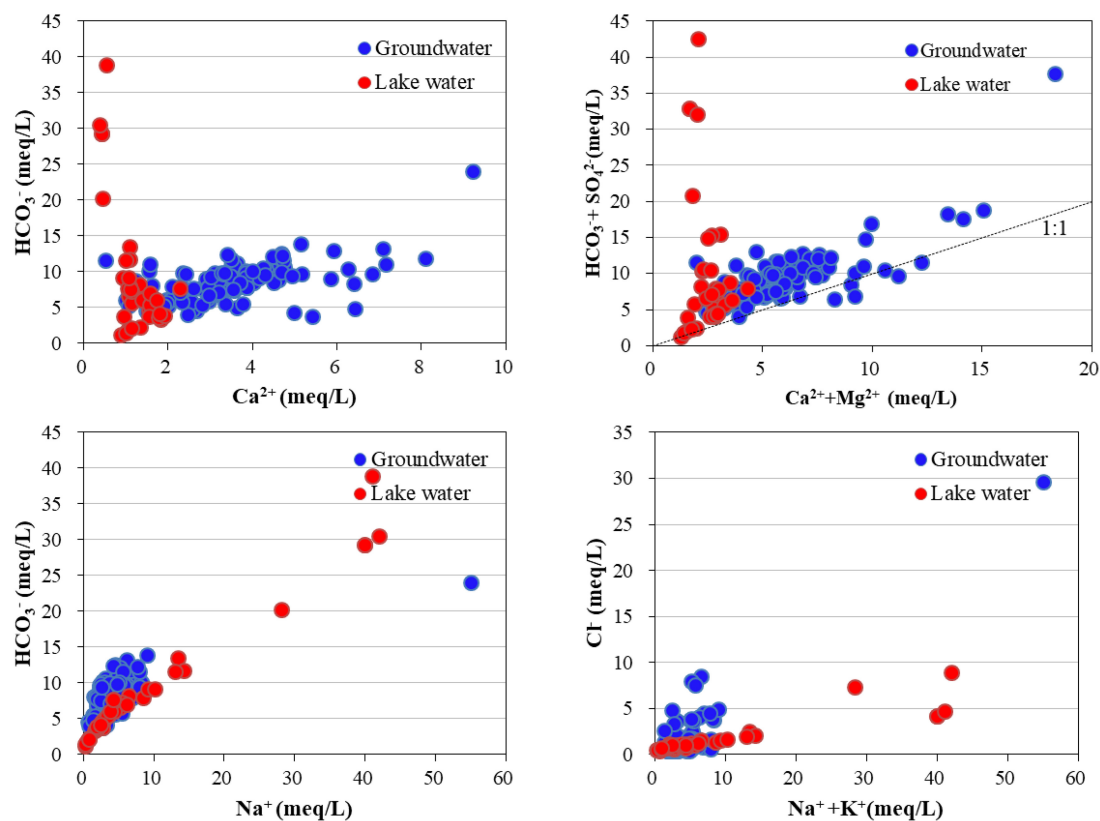 45
40
35
30
25
20
15
10
5
0
HCO₃⁻ (meq/L)
Groundwater
Lake water
0 2 4 6 8 10
Ca²⁺ (meq/L)
45
40
35
30
25
20
15
10
5
0
HCO₃⁻+ SO₄²⁻(meq/L)
Groundwater
Lake water
1:1
0 5 10 15 20
Ca²⁺+Mg²⁺ (meq/L)
45
40
35
30
25
20
15
10
5
0
HCO₃⁻ (meq/L)
Groundwater
Lake water
0 10 20 30 40 50 60
Na⁺ (meq/L)
35
30
25
20
15
10
5
0
Cl⁻ (meq/L)
Groundwater
Lake water
0 10 20 30 40 50 60
Na⁺ +K⁺(meq/L)